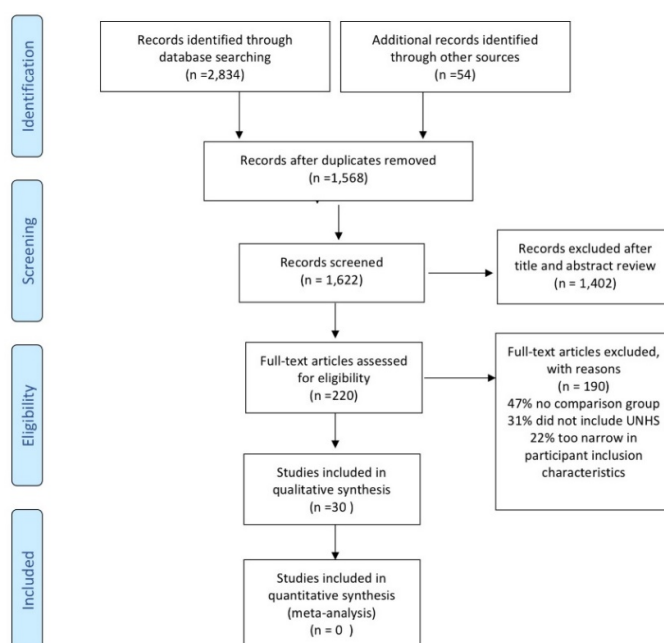 Identification
Records identified through
database searching
(n =2,834)
Additional records identified
through other sources
(n =54)
Records after duplicates removed
(n =1,568)
Screening
Records screened
(n = 1,622)
Records excluded after
title and abstract review
(n = 1,402)
Eligibility
Full-text articles assessed
for eligibility
(n =220)
Full-text articles excluded,
with reasons
(n = 190)
47% no comparison group
31% did not include UNHS
22% too narrow in
participant inclusion
characteristics
Studies included in
qualitative synthesis
(n =30 )
Included
Studies included in
quantitative synthesis
(meta-analysis)
(n = 0 )